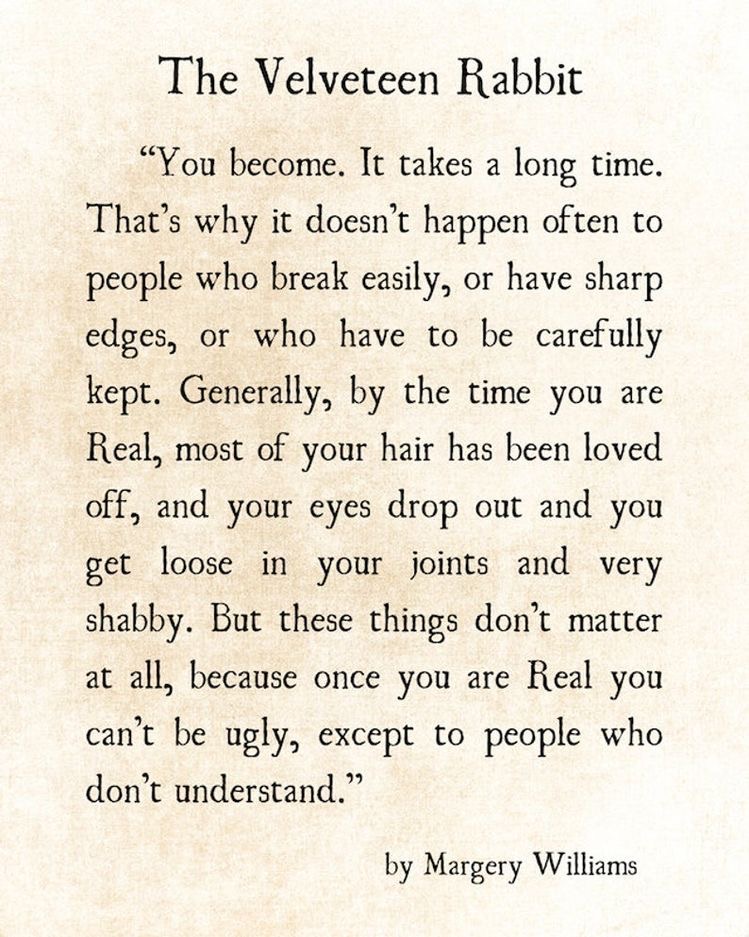 The Velveteen Rabbit
“You become. It takes a long time.
That’s why it doesn’t happen often to
people who break easily, or have sharp
edges, or who have to be carefully
kept. Generally, by the time you are
Real, most of your hair has been loved
off, and your eyes drop out and you
get loose in your joints and very
shabby. But these things don’t matter
at all, because once you are Real you
can’t be ugly, except to people who
don’t understand.”
by Margery Williams